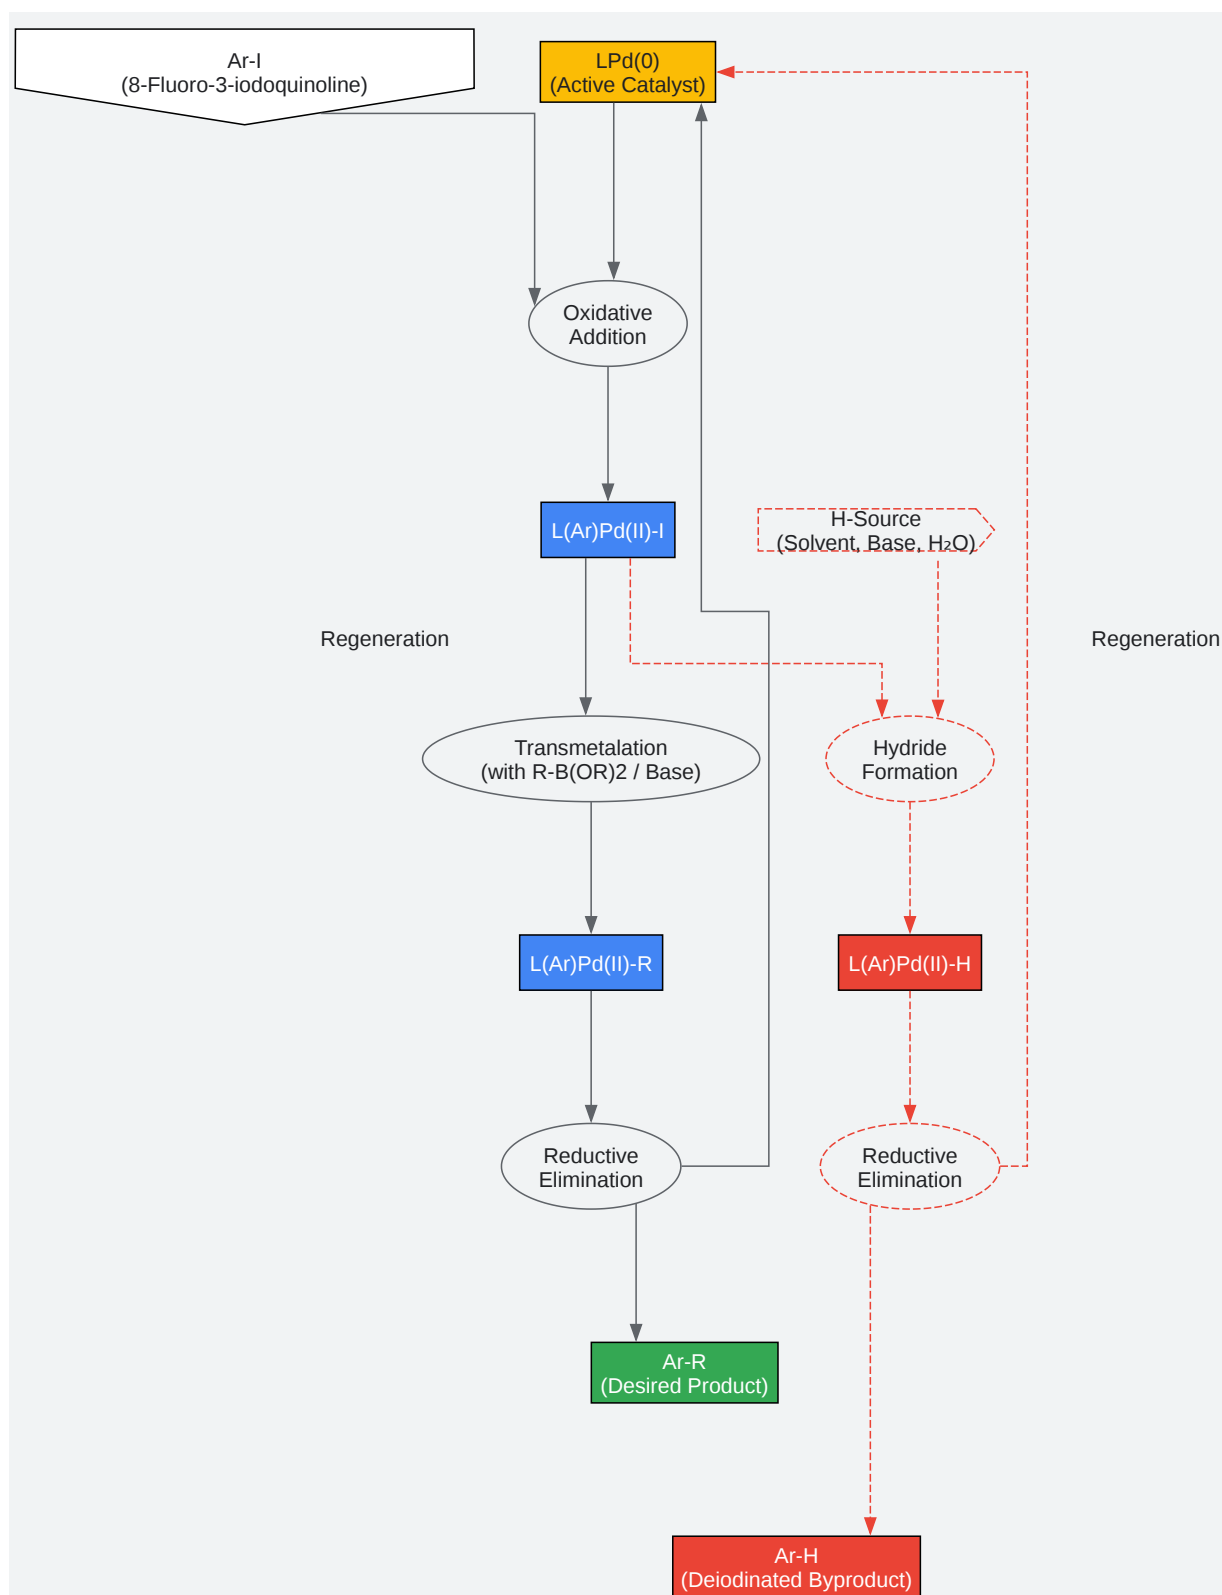 Ar-I
(8-Fluoro-3-iodoquinoline)
LPd(0)
(Active Catalyst)
Oxidative
Addition
L(Ar)Pd(II)-I
H-Source
(Solvent, Base, H₂O)
Regeneration
Regeneration
Transmetalation
(with R-B(OR)2 / Base)
Hydride
Formation
L(Ar)Pd(II)-R
L(Ar)Pd(II)-H
Reductive
Elimination
Reductive
Elimination
Ar-R
(Desired Product)
Ar-H
(Deiodinated Byproduct)